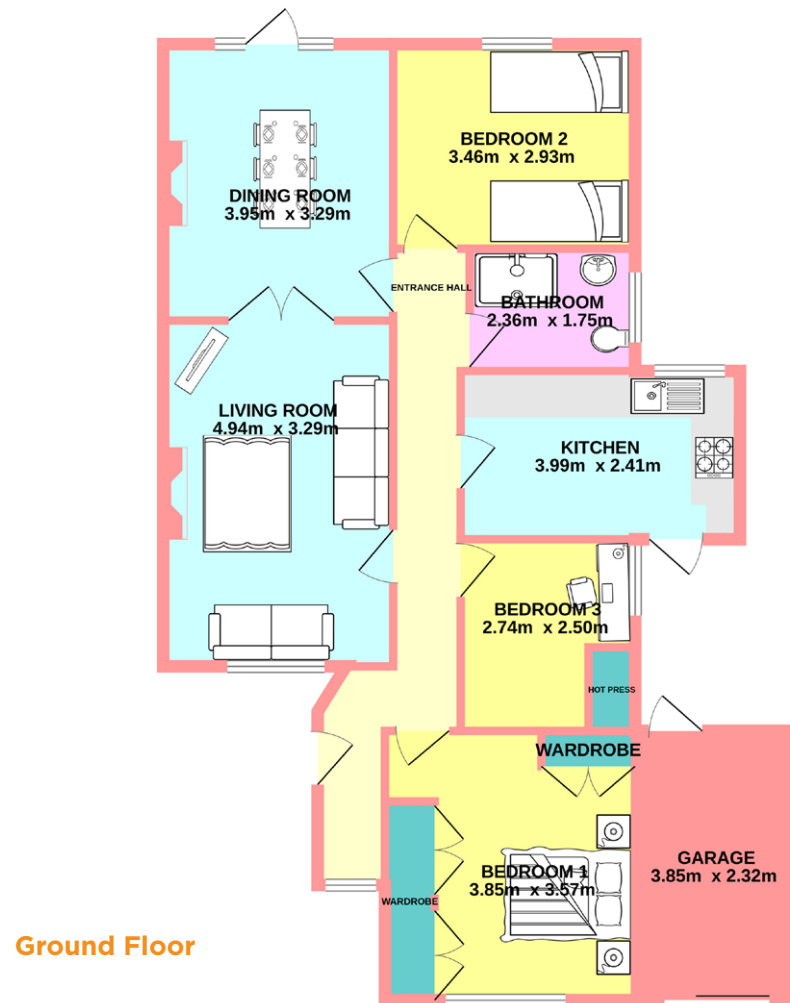 BEDROOM 2
3.46m x 2.93m
DINING ROOM
3.95m x 3.29m
ENTRANCE HALL
BATHROOM
2.36m x 1.75m
LIVING ROOM
4.94m x 3.29m
KITCHEN
3.99m x 2.41m
BEDROOM 3
2.74m x 2.50m
HOT PRESS
WARDROBE
GARAGE
3.85m x 2.32m
BEDROOM 1
3.85m x 3.57m
WARDROBE
Ground Floor